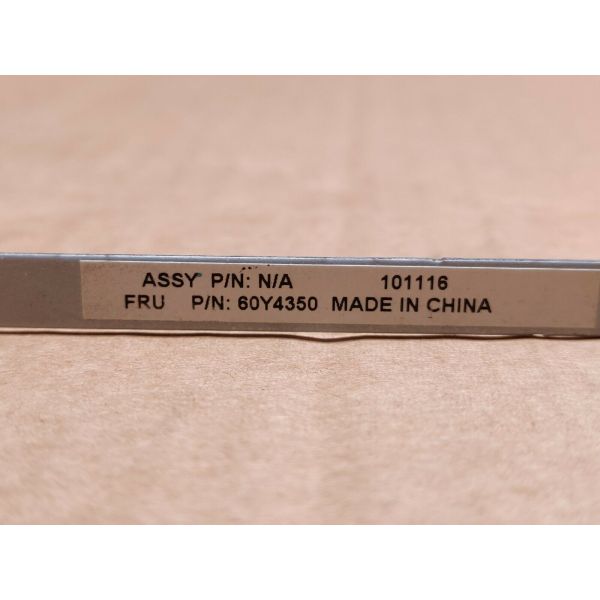 ASSY P/N: N/A 101116
FRU P/N: 60Y4350 MADE IN CHINA